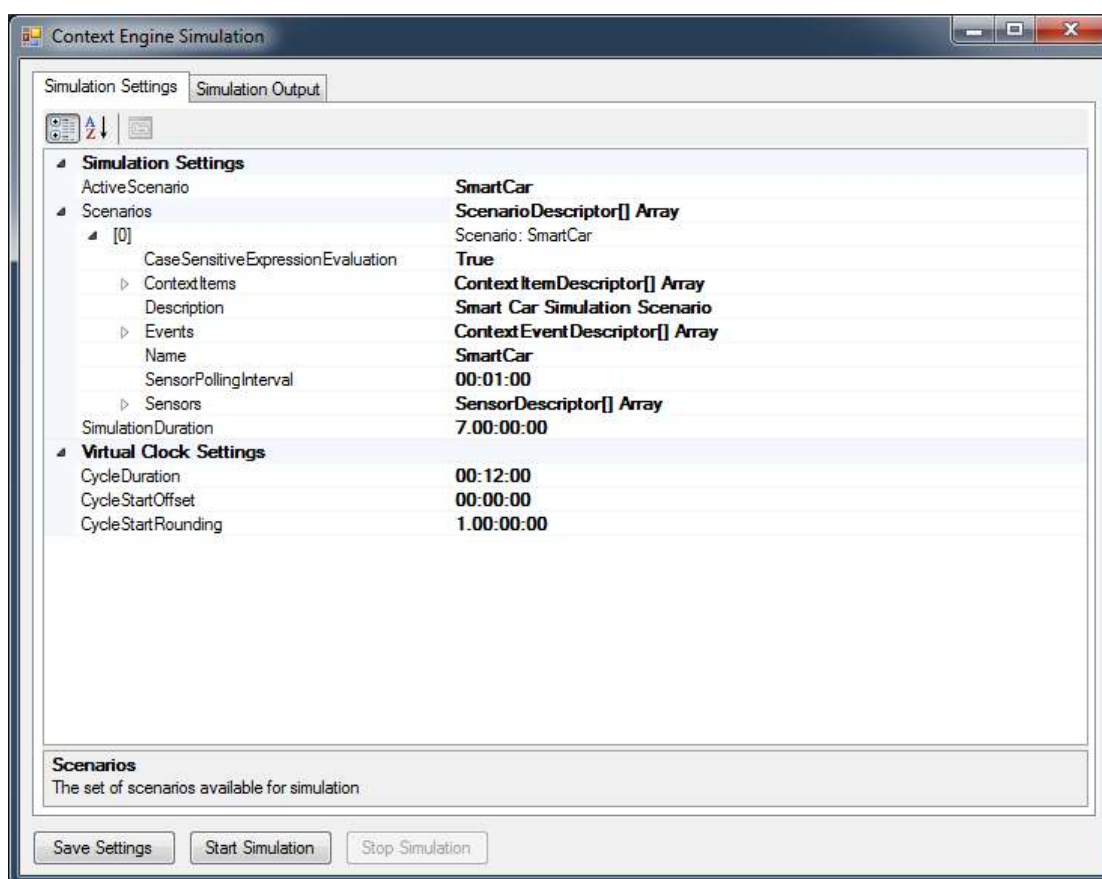 Context Engine Simulation
Simulation Settings Simulation Output
Simulation Settings
ActiveScenario SmartCar
Scenarios ScenarioDescriptor[] Array
[0] Scenario: SmartCar
CaseSensitiveExpressionEvaluation True
ContextItems ContextItemDescriptor[] Array
Description Smart Car Simulation Scenario
Events ContextEventDescriptor[] Array
Name SmartCar
SensorPollingInterval 00:01:00
Sensors SensorDescriptor[] Array
SimulationDuration 7.00:00:00
Virtual Clock Settings
CycleDuration 00:12:00
CycleStartOffset 00:00:00
CycleStartRounding 1.00:00:00
Scenarios
The set of scenarios available for simulation
Save Settings Start Simulation Stop Simulation